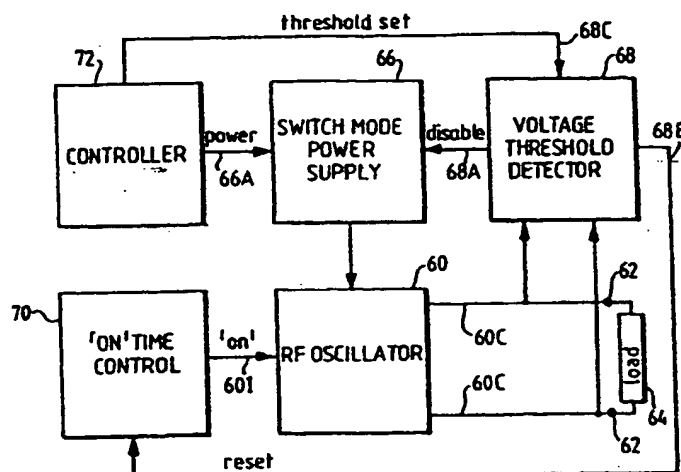 threshold set
68C
72
66
68
CONTROLLER
power
66A
SWITCH MODE
POWER
SUPPLY
disable
68A
VOLTAGE
THRESHOLD
DETECTOR
68B
60
62
70
'ON' TIME
CONTROL
'on'
601
RF OSCILLATOR
60C
60C
load
64
62
reset